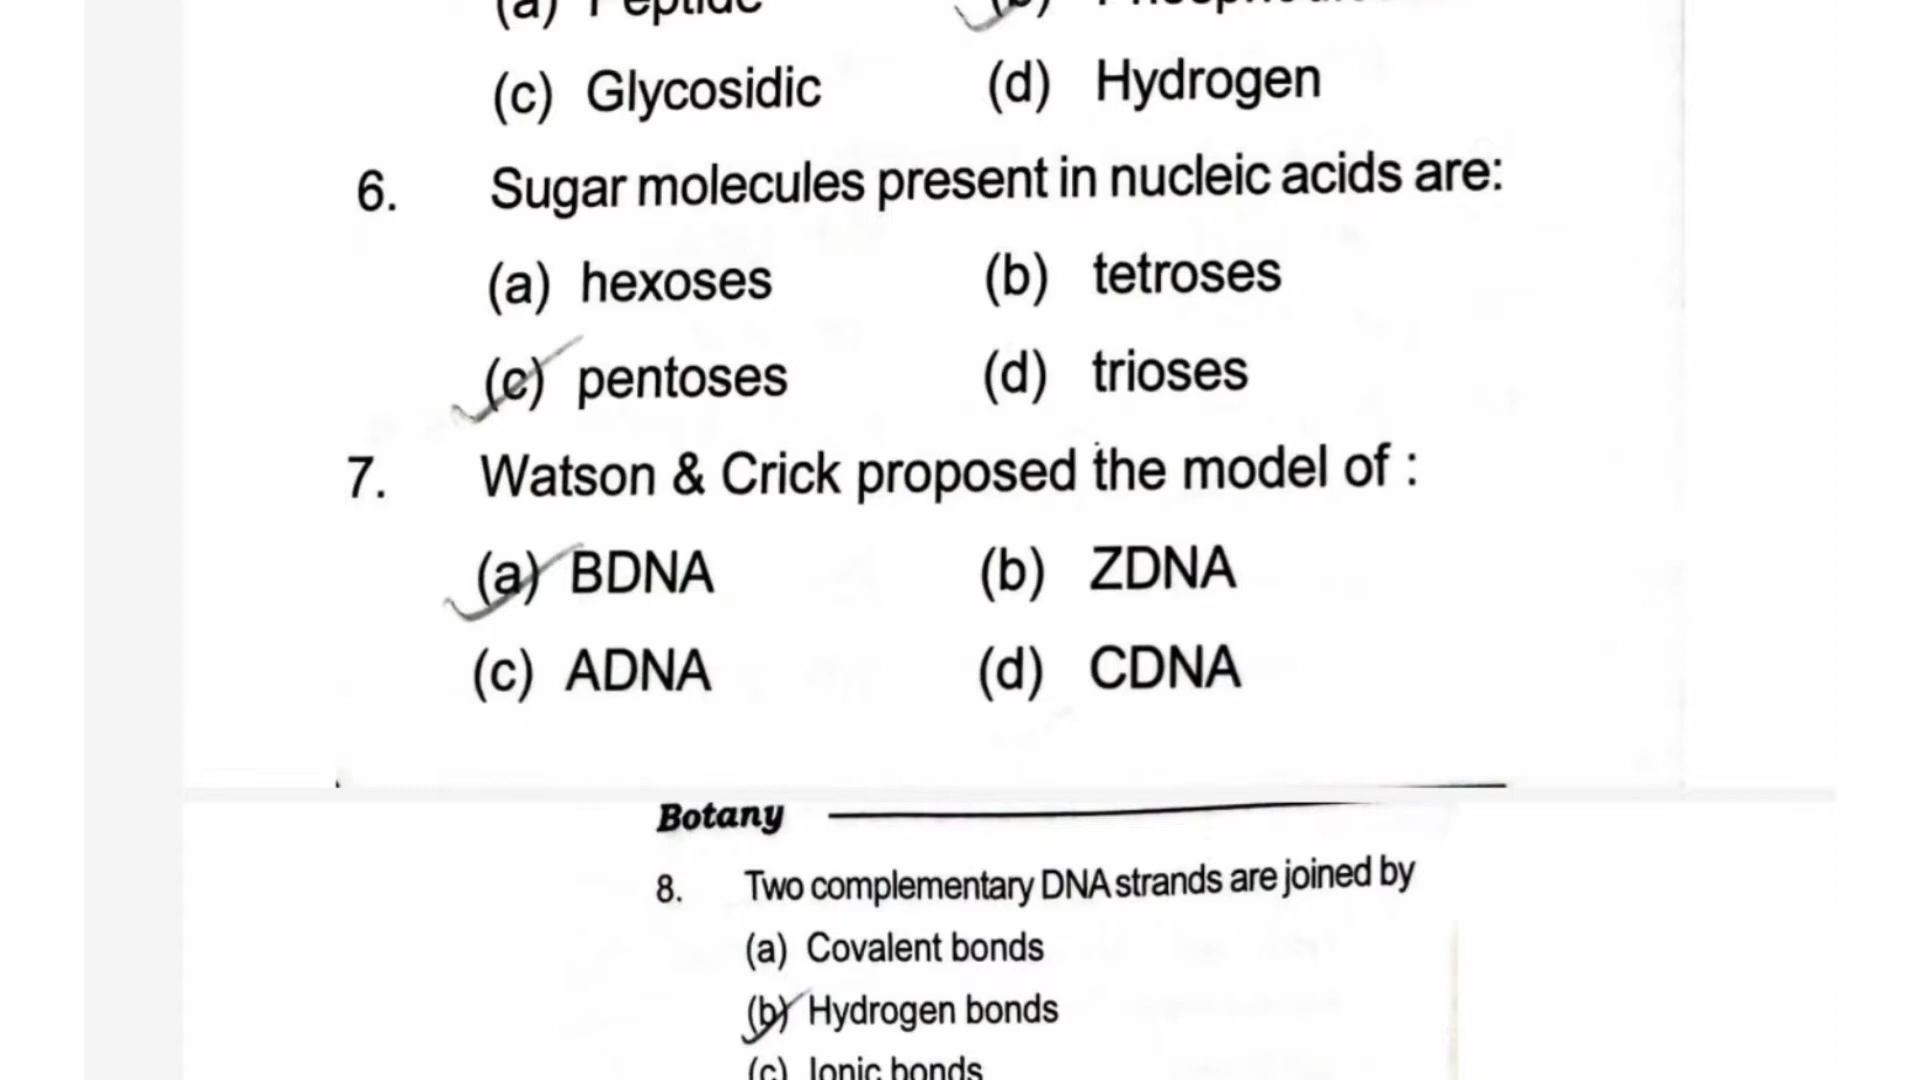 (a) Peptide
(c) Glycosidic (d) Hydrogen
6. Sugar molecules present in nucleic acids are:
(a) hexoses (b) tetroses
(c) pentoses (d) trioses
7. Watson & Crick proposed the model of :
(a) BDNA (b) ZDNA
(c) ADNA (d) CDNA
Botany
8. Two complementary DNA strands are joined by
(a) Covalent bonds
(b) Hydrogen bonds
(c) Ionic bonds